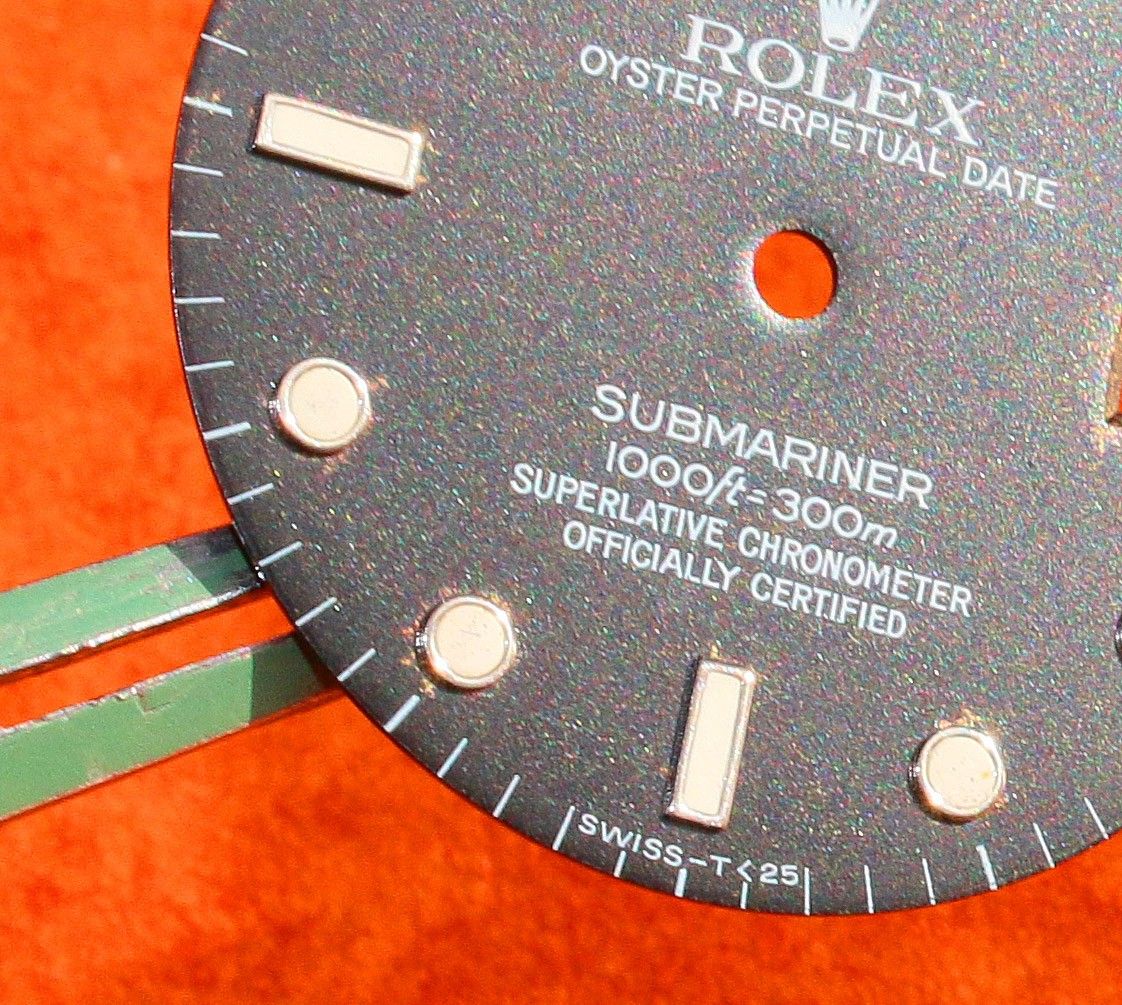 ROLEX
OYSTER PERPETUAL DATE
SUBMARINER
1000ft=300m
SUPERLATIVE CHRONOMETER
OFFICIALLY CERTIFIED
SWISS-T<25